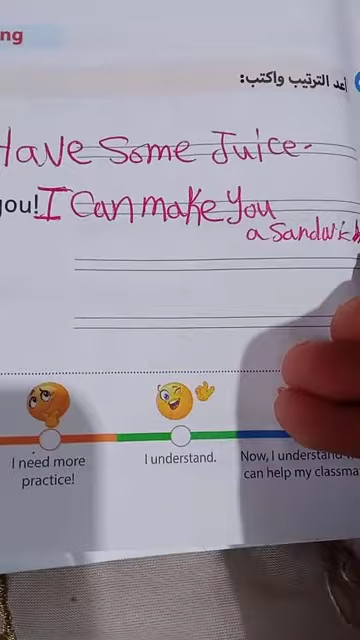 ng
أعد الترتيب واكتب:
Have Some Juice.
you! I Can make You
a Sandwich
I need more
practice!
I understand.
Now, I understand
can help my classma